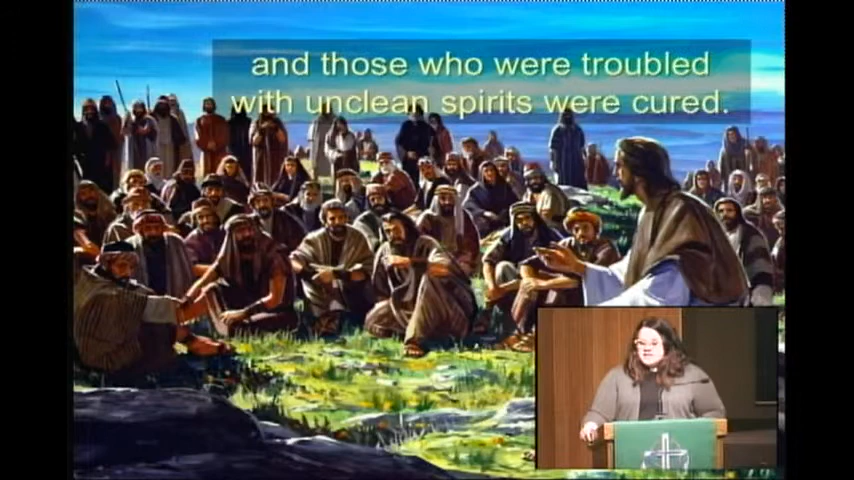 and those who were troubled
with unclean spirits were cured.